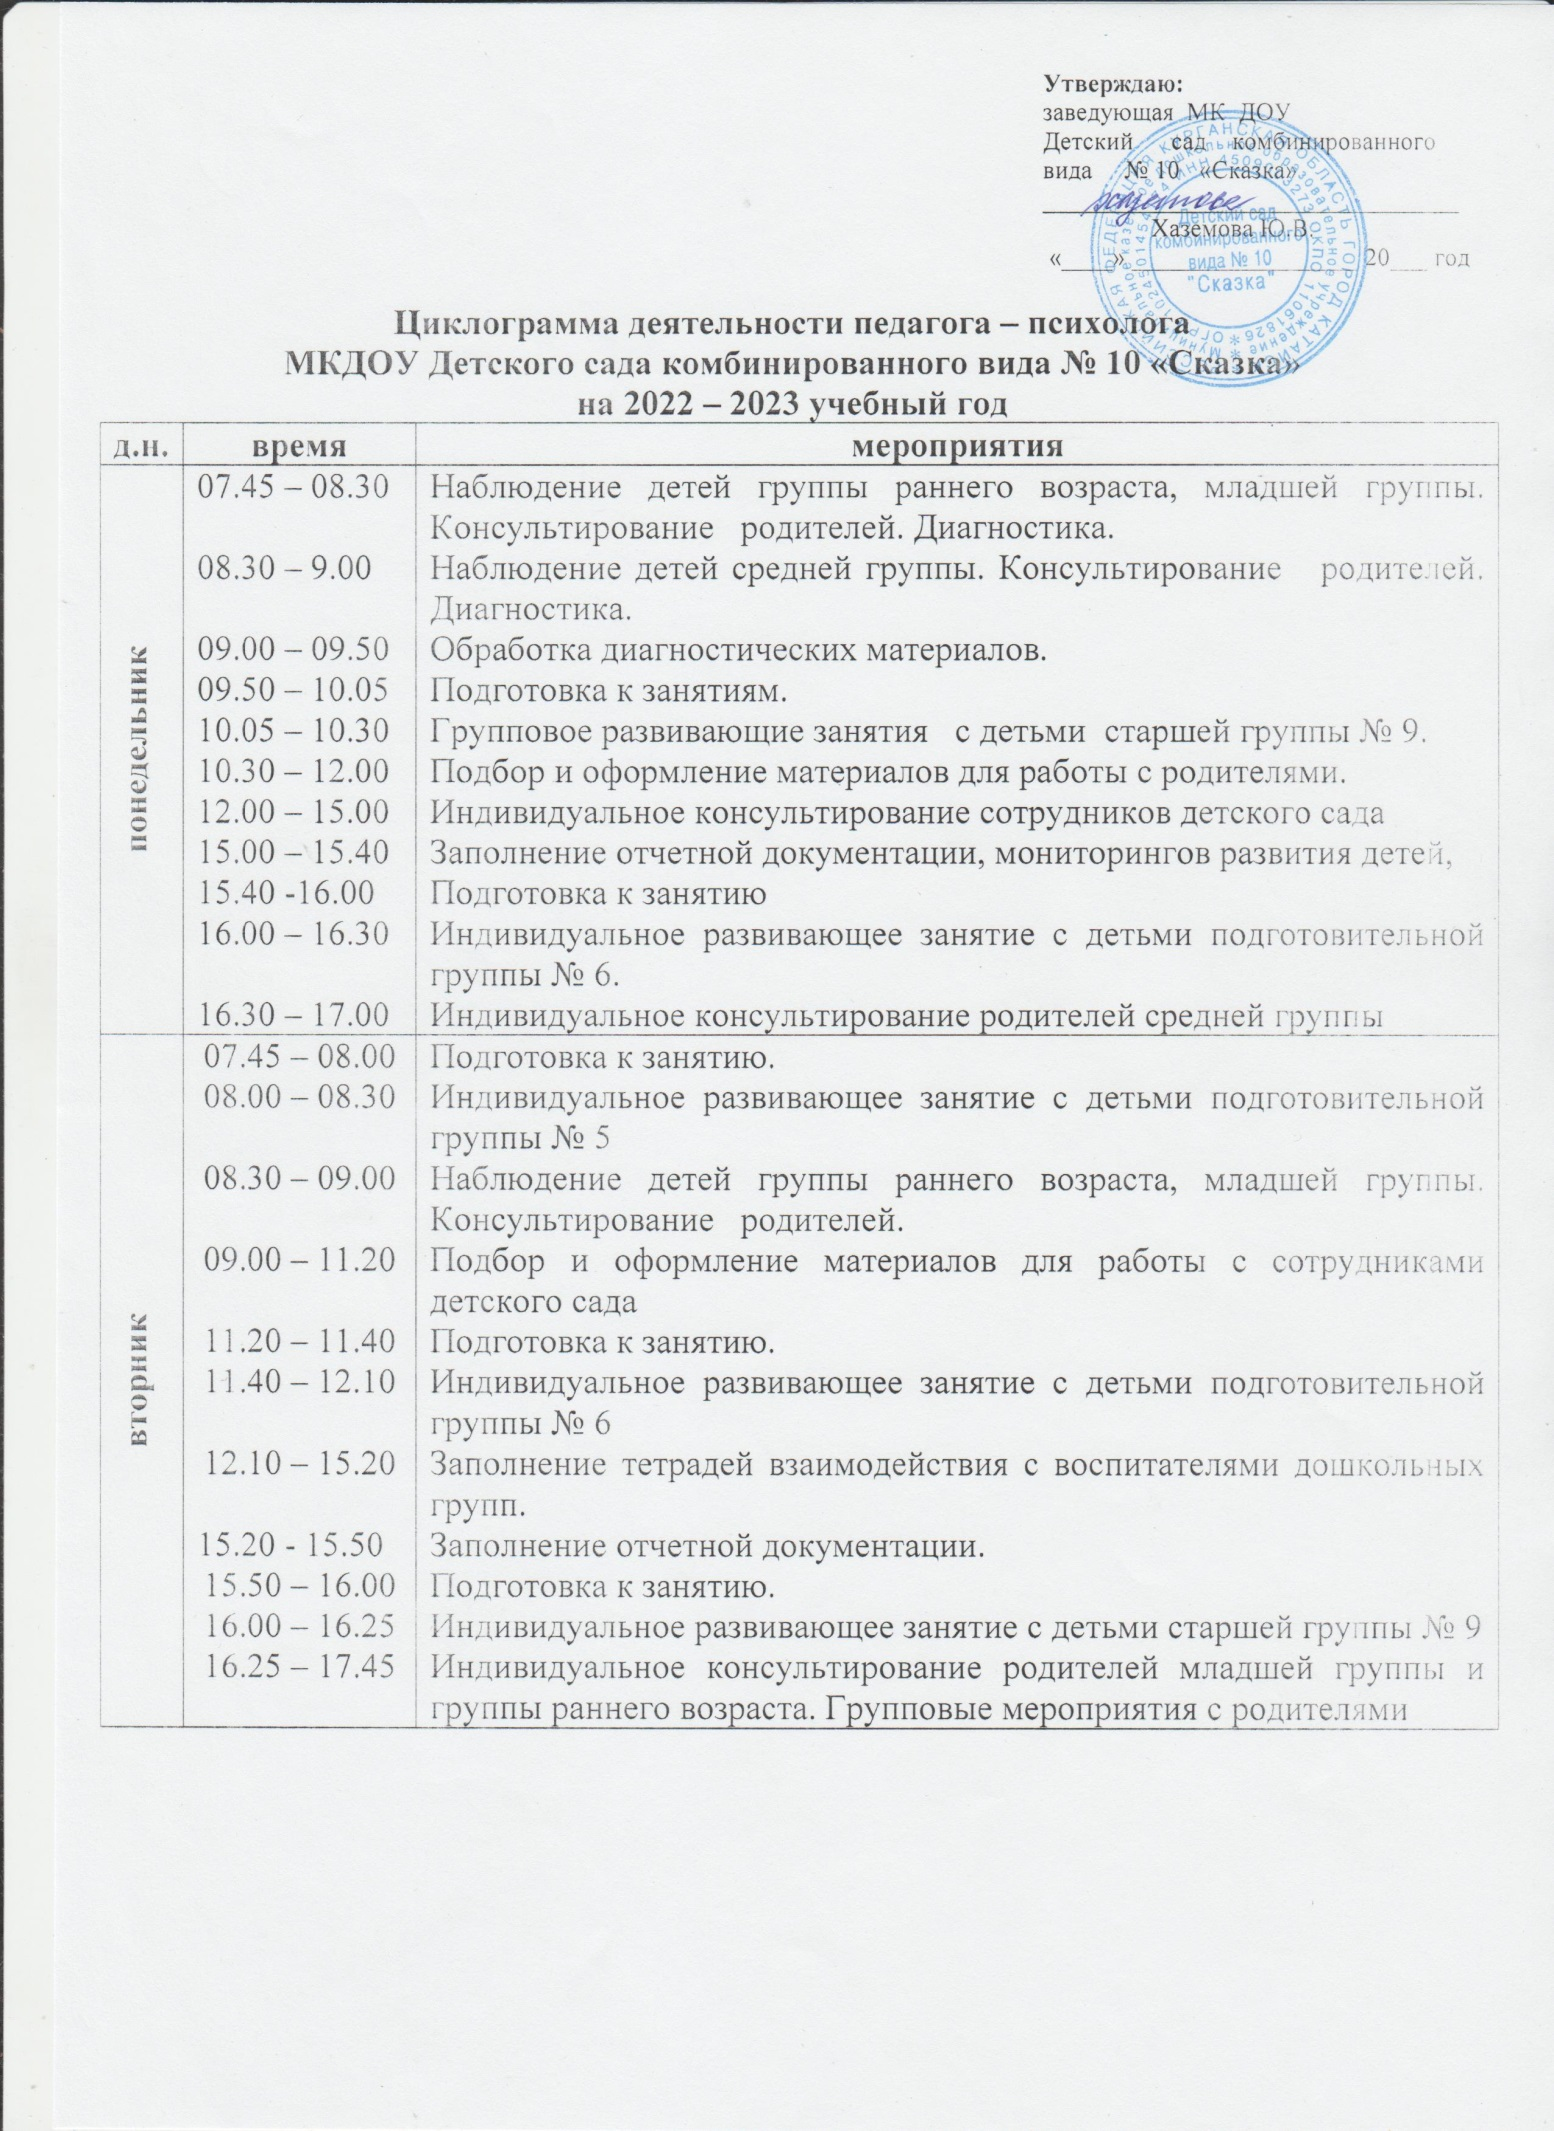 Утверждаю:
заведующая МК ДОУ
Детский сад комбинированного
вида № 10 «Сказка»
Хаземова Ю.В.
«____»__________________20___ год
Детский сад
комбинированного
вида № 10
"Сказка"
Циклограмма деятельности педагога – психолога
МКДОУ Детского сада комбинированного вида № 10 «Сказка»
на 2022 – 2023 учебный год
д.н. время мероприятия
понедельник
07.45 – 08.30 Наблюдение детей группы раннего возраста, младшей группы.
Консультирование родителей. Диагностика.
08.30 – 9.00 Наблюдение детей средней группы. Консультирование родителей.
Диагностика.
09.00 – 09.50 Обработка диагностических материалов.
09.50 – 10.05 Подготовка к занятиям.
10.05 – 10.30 Групповое развивающие занятия с детьми старшей группы № 9.
10.30 – 12.00 Подбор и оформление материалов для работы с родителями.
12.00 – 15.00 Индивидуальное консультирование сотрудников детского сада
15.00 – 15.40 Заполнение отчетной документации, мониторингов развития детей,
15.40 -16.00 Подготовка к занятию
16.00 – 16.30 Индивидуальное развивающее занятие с детьми подготовительной
группы № 6.
16.30 – 17.00 Индивидуальное консультирование родителей средней группы
вторник
07.45 – 08.00 Подготовка к занятию.
08.00 – 08.30 Индивидуальное развивающее занятие с детьми подготовительной
группы № 5
08.30 – 09.00 Наблюдение детей группы раннего возраста, младшей группы.
Консультирование родителей.
09.00 – 11.20 Подбор и оформление материалов для работы с сотрудниками
детского сада
11.20 – 11.40 Подготовка к занятию.
11.40 – 12.10 Индивидуальное развивающее занятие с детьми подготовительной
группы № 6
12.10 – 15.20 Заполнение тетрадей взаимодействия с воспитателями дошкольных
групп.
15.20 - 15.50 Заполнение отчетной документации.
15.50 – 16.00 Подготовка к занятию.
16.00 – 16.25 Индивидуальное развивающее занятие с детьми старшей группы № 9
16.25 – 17.45 Индивидуальное консультирование родителей младшей группы и
группы раннего возраста. Групповые мероприятия с родителями